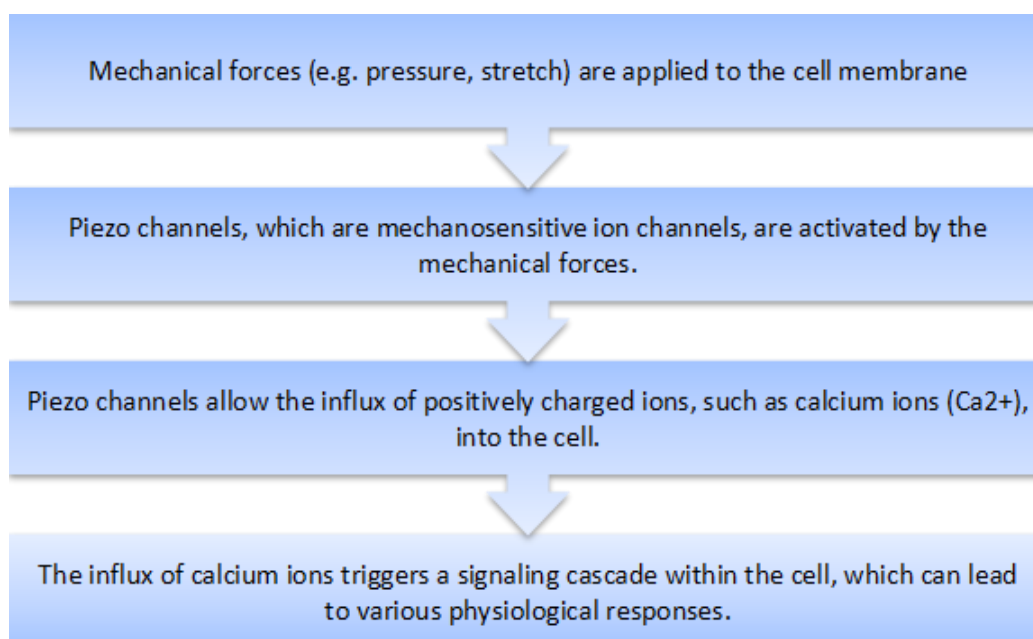 Mechanical forces (e.g. pressure, stretch) are applied to the cell membrane
Piezo channels, which are mechanosensitive ion channels, are activated by the
mechanical forces.
Piezo channels allow the influx of positively charged ions, such as calcium ions (Ca2+),
into the cell.
The influx of calcium ions triggers a signaling cascade within the cell, which can lead
to various physiological responses.